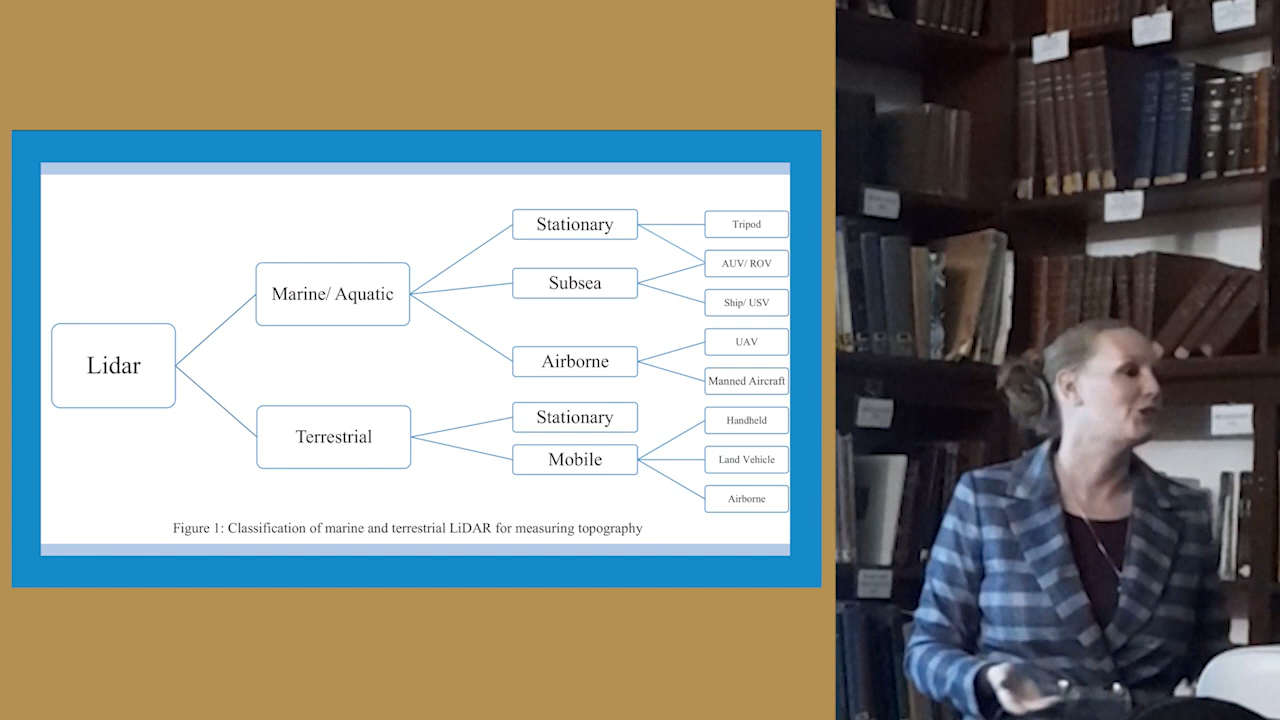 Lidar
Marine/ Aquatic
Terrestrial
Stationary
Subsea
Airborne
Stationary
Mobile
Tripod
AUV/ ROV
Ship/ USV
UAV
Manned Aircraft
Handheld
Land Vehicle
Airborne
Figure 1: Classification of marine and terrestrial LiDAR for measuring topography